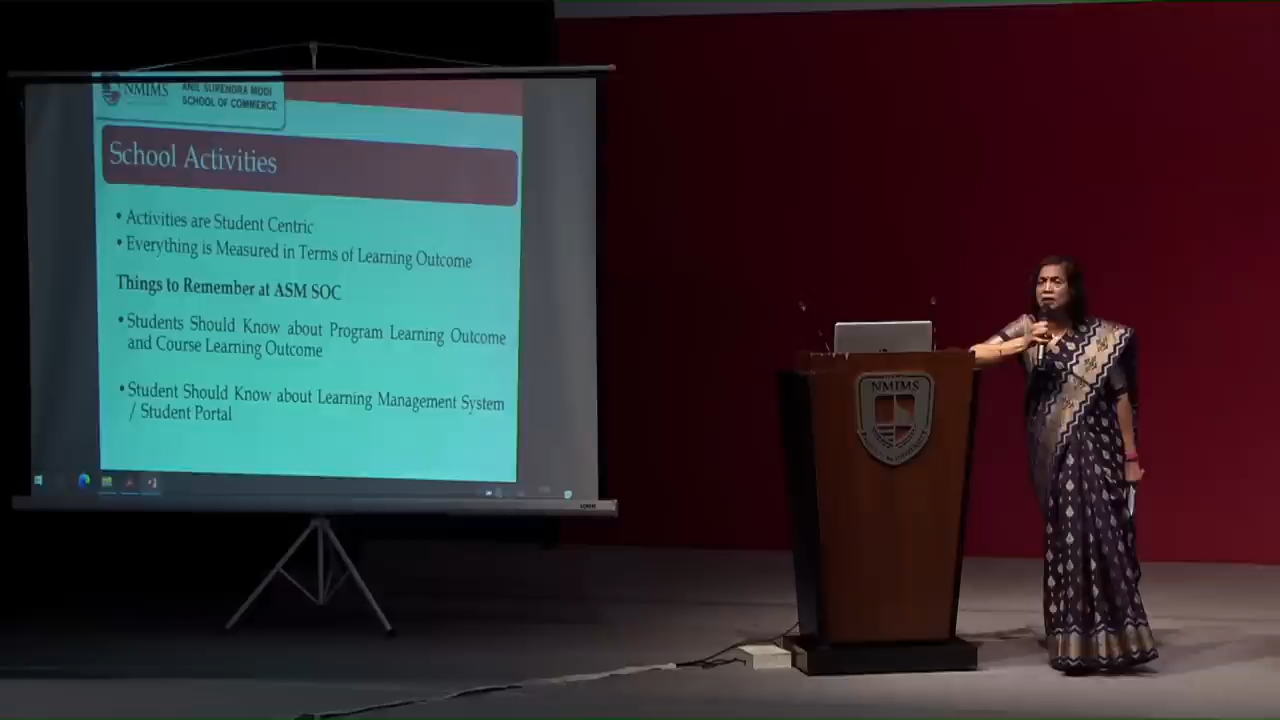 NMIMS
ANIL SURENDRA MODI
SCHOOL OF COMMERCE
School Activities
• Activities are Student Centric
• Everything is Measured in Terms of Learning Outcome
Things to Remember at ASM SOC
• Students Should Know about Program Learning Outcome
and Course Learning Outcome
• Student Should Know about Learning Management System
/ Student Portal
NMIMS